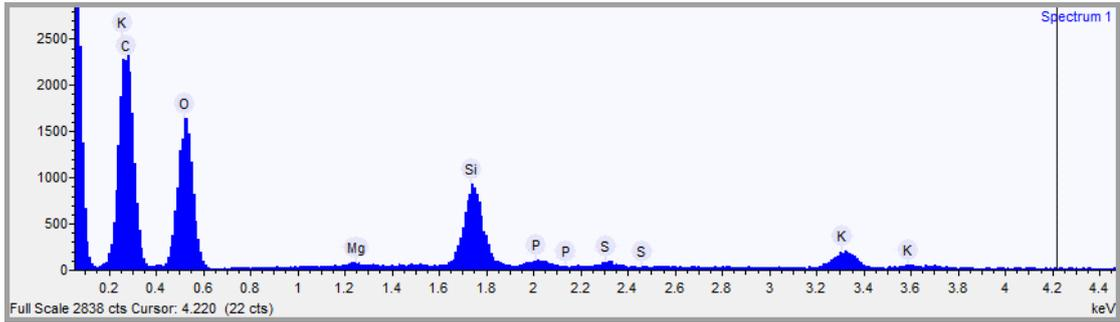 Spectrum 1
K
C
O
Si
Mg
P
P
S
S
K
K
2500
2000
1500
1000
500
0
0.2 0.4 0.6 0.8 1 1.2 1.4 1.6 1.8 2 2.2 2.4 2.6 2.8 3 3.2 3.4 3.6 3.8 4 4.2 4.4
Full Scale 2838 cts Cursor: 4.220 (22 cts) keV